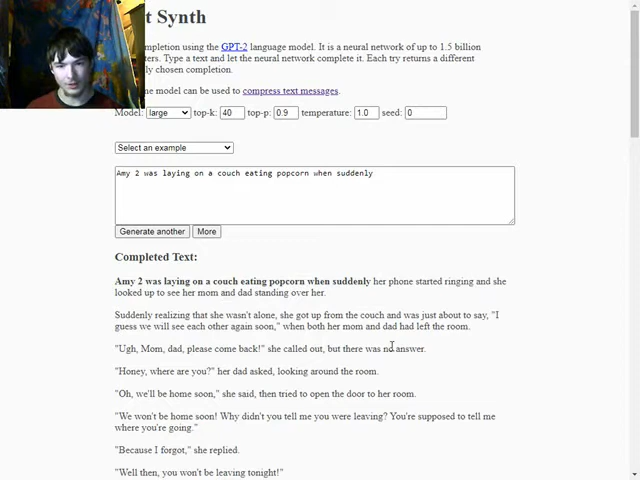 t Synth
mpletion using the GPT-2 language model. It is a neural network of up to 1.5 billion
ters. Type a text and let the neural network complete it. Each try returns a different
ly chosen completion.
me model can be used to compress text messages.
Model: large top-k: 40 top-p: 0.9 temperature: 1.0 seed: 0
Select an example
Amy 2 was laying on a couch eating popcorn when suddenly
Generate another More
Completed Text:
Amy 2 was laying on a couch eating popcorn when suddenly her phone started ringing and she
looked up to see her mom and dad standing over her.
Suddenly realizing that she wasn't alone, she got up from the couch and was just about to say, "I
guess we will see each other again soon," when both her mom and dad had left the room.
"Ugh, Mom, dad, please come back!" she called out, but there was no answer.
"Honey, where are you?" her dad asked, looking around the room.
"Oh, we'll be home soon," she said, then tried to open the door to her room.
"We won't be home soon! Why didn't you tell me you were leaving? You're supposed to tell me
where you're going."
"Because I forgot," she replied.
"Well then, you won't be leaving tonight!"